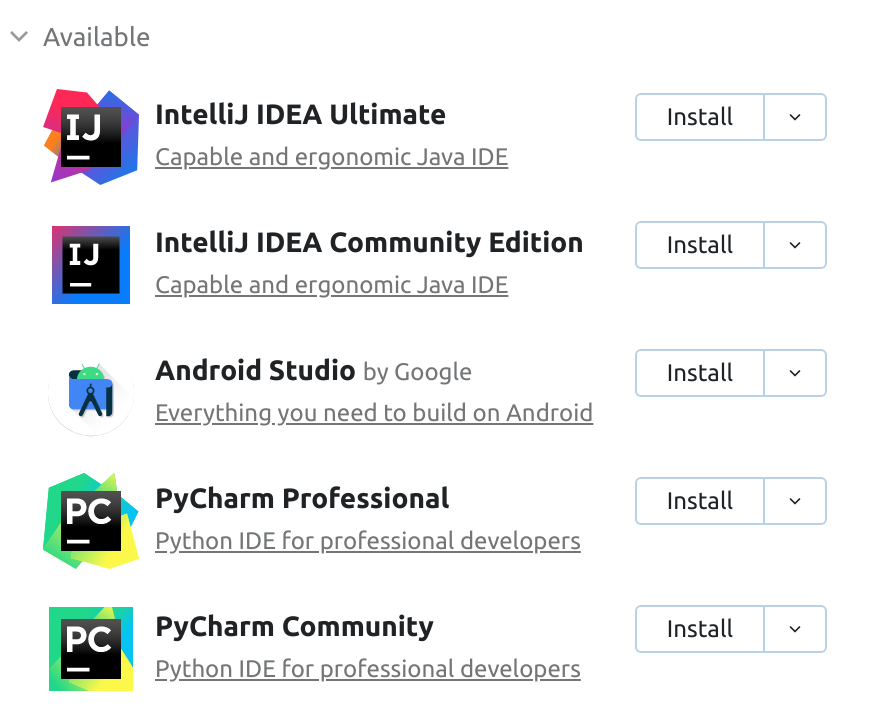 Available
IJ
IntelliJ IDEA Ultimate
Install
Capable and ergonomic Java IDE
IJ
IntelliJ IDEA Community Edition
Install
Capable and ergonomic Java IDE
Android Studio by Google
Install
Everything you need to build on Android
PC
PyCharm Professional
Install
Python IDE for professional developers
PC
PyCharm Community
Install
Python IDE for professional developers